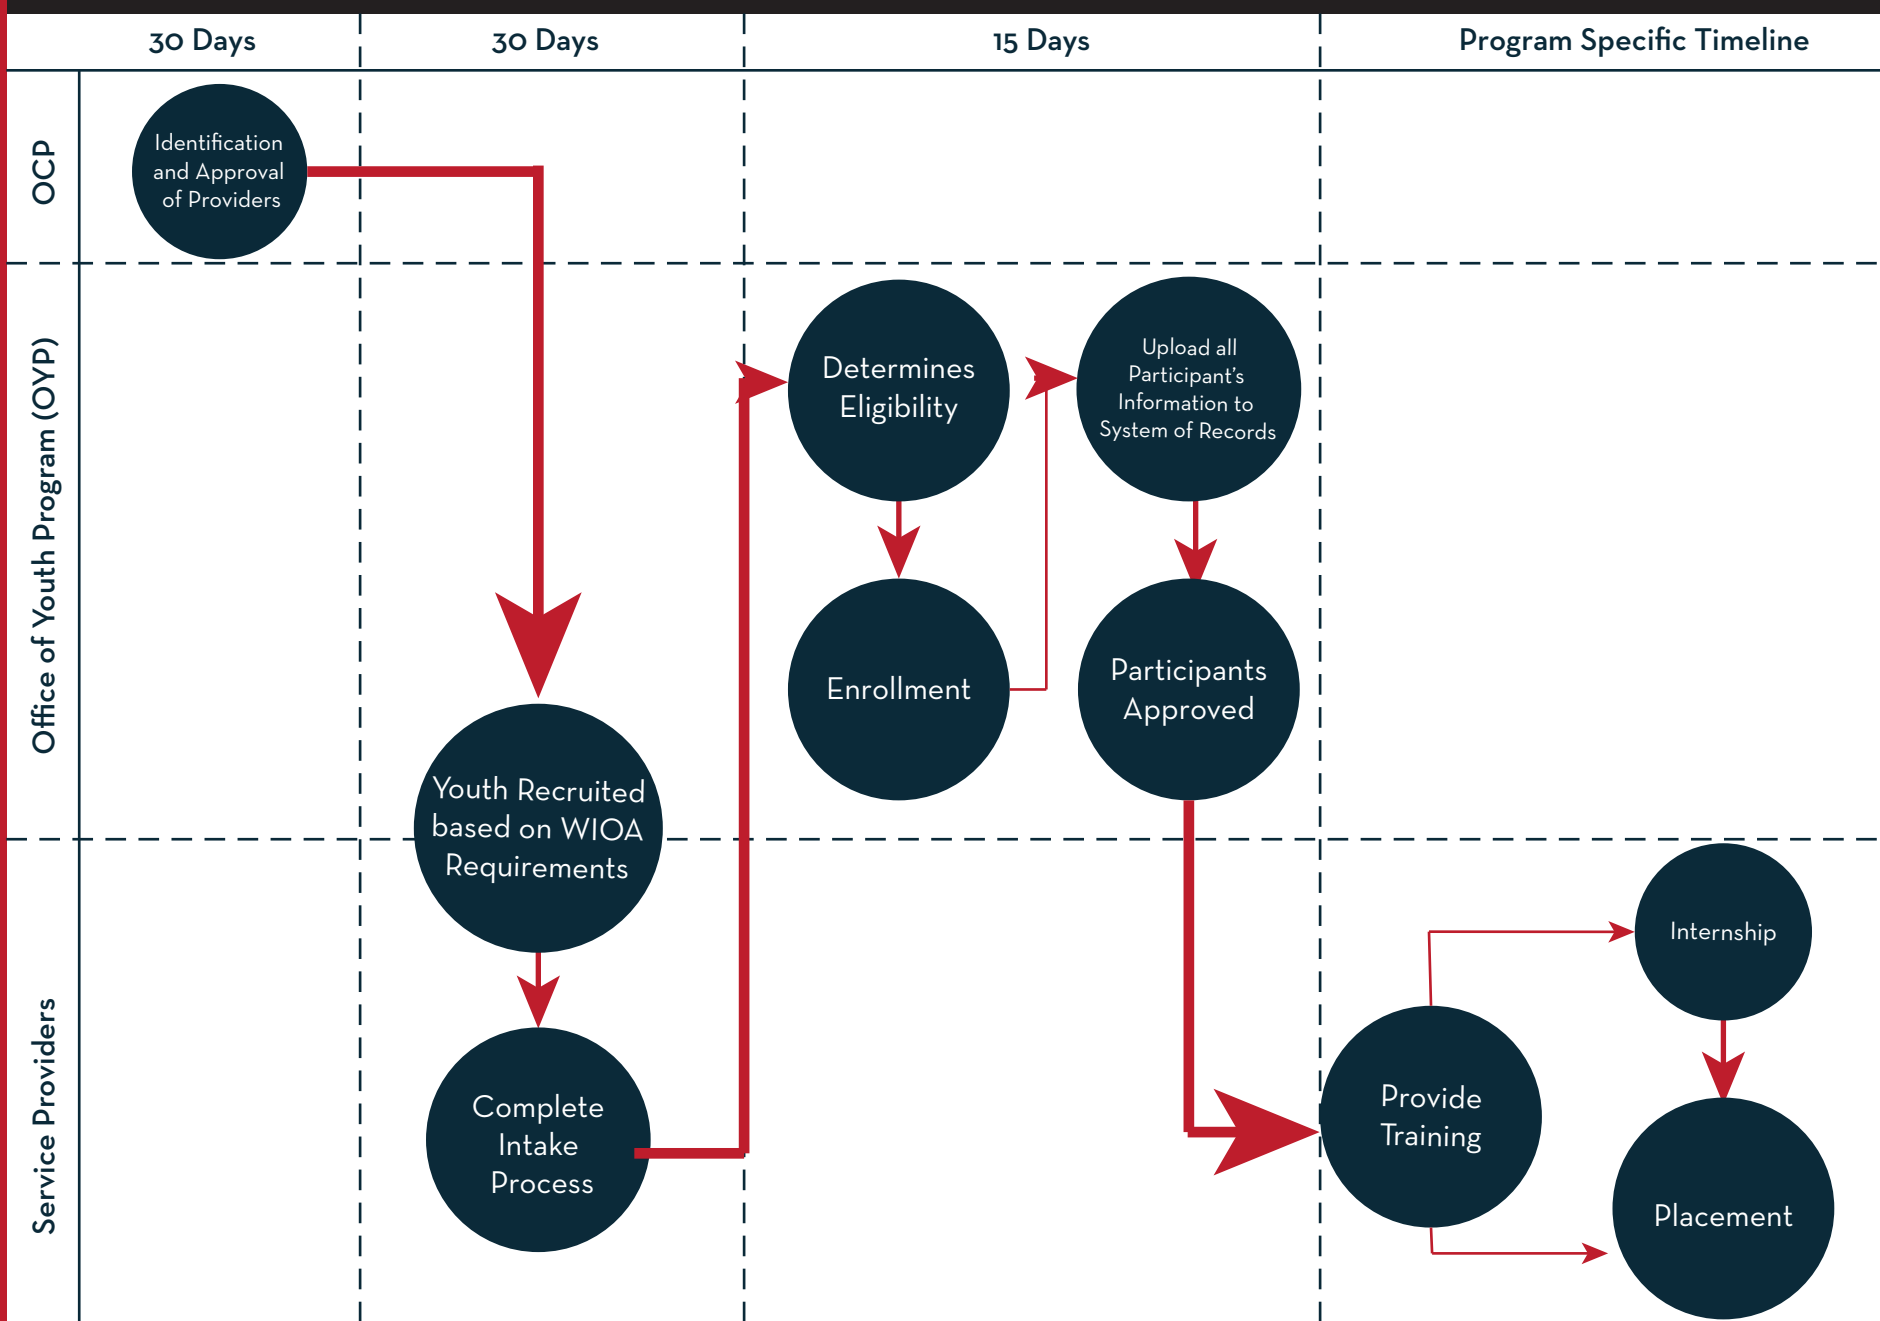 30 Days
30 Days
15 Days
Program Specific Timeline
OCP
Identification
and Approval
of Providers
Office of Youth Program (OYP)
Determines
Eligibility
Upload all
Participant's
Information to
System of Records
Enrollment
Participants
Approved
Youth Recruited
based on WIOA
Requirements
Service Providers
Complete
Intake
Process
Internship
Provide
Training
Placement